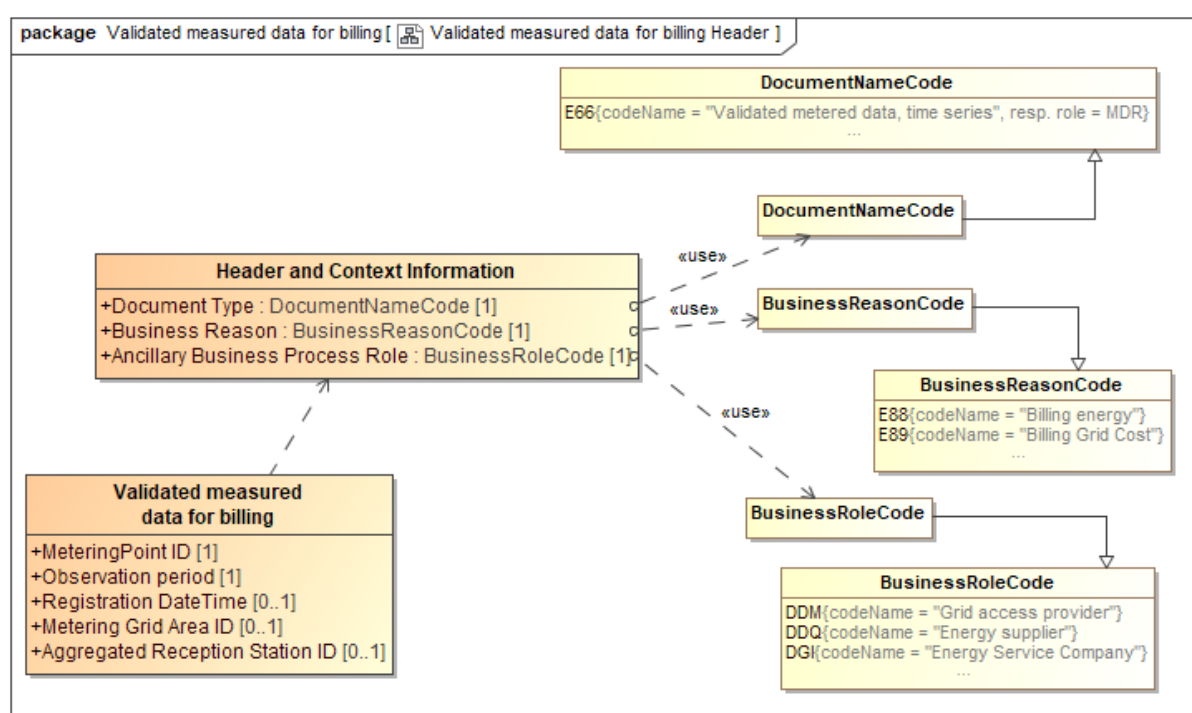 package Validated measured data for billing [ Validated measured data for billing Header ]
DocumentNameCode
E66{codeName = "Validated metered data, time series", resp. role = MDR}
...
DocumentNameCode
«use»
Header and Context Information
+Document Type : DocumentNameCode [1]
+Business Reason : BusinessReasonCode [1]
+Ancillary Business Process Role : BusinessRoleCode [1]
«use»
BusinessReasonCode
BusinessReasonCode
E88{codeName = "Billing energy"}
E89{codeName = "Billing Grid Cost"}
...
«use»
Validated measured
data for billing
+MeteringPoint ID [1]
+Observation period [1]
+Registration DateTime [0..1]
+Metering Grid Area ID [0..1]
+Aggregated Reception Station ID [0..1]
BusinessRoleCode
BusinessRoleCode
DDM{codeName = "Grid access provider"}
DDQ{codeName = "Energy supplier"}
DGI{codeName = "Energy Service Company"}
...